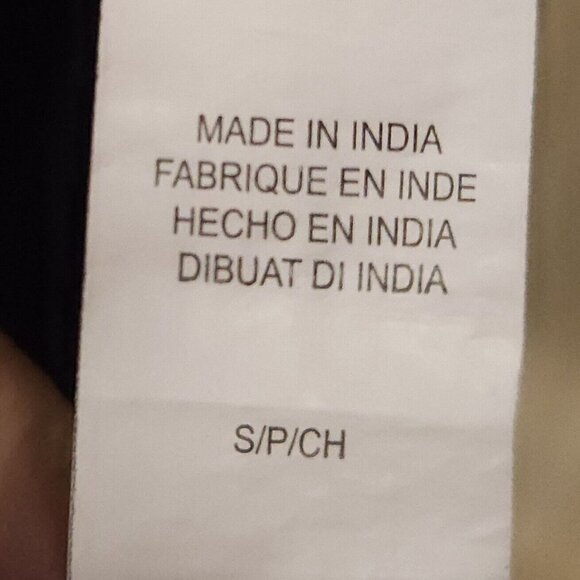 MADE IN INDIA
FABRIQUE EN INDE
HECHO EN INDIA
DIBUAT DI INDIA
S/P/CH